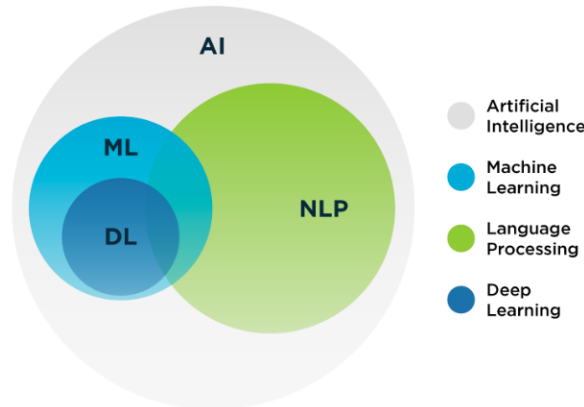 AI
ML
DL
NLP
Artificial
Intelligence
Machine
Learning
Language
Processing
Deep
Learning